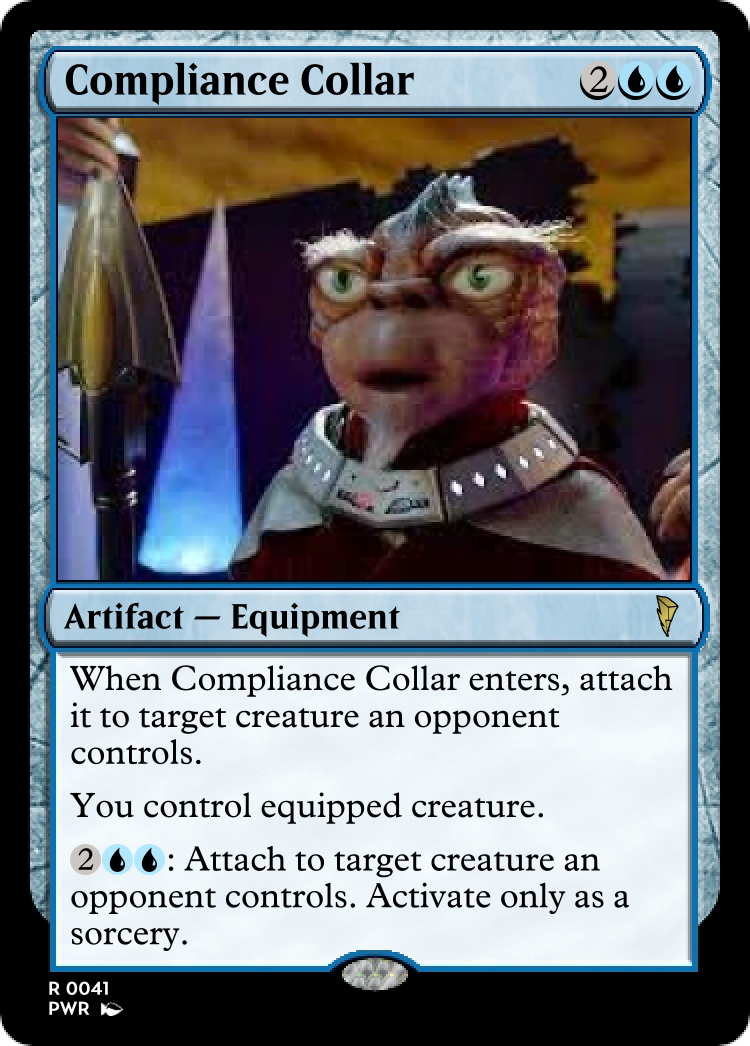 Compliance Collar 2
Artifact — Equipment
When Compliance Collar enters, attach
it to target creature an opponent
controls.
You control equipped creature.
2: Attach to target creature an
opponent controls. Activate only as a
sorcery.
R 0041
PWR